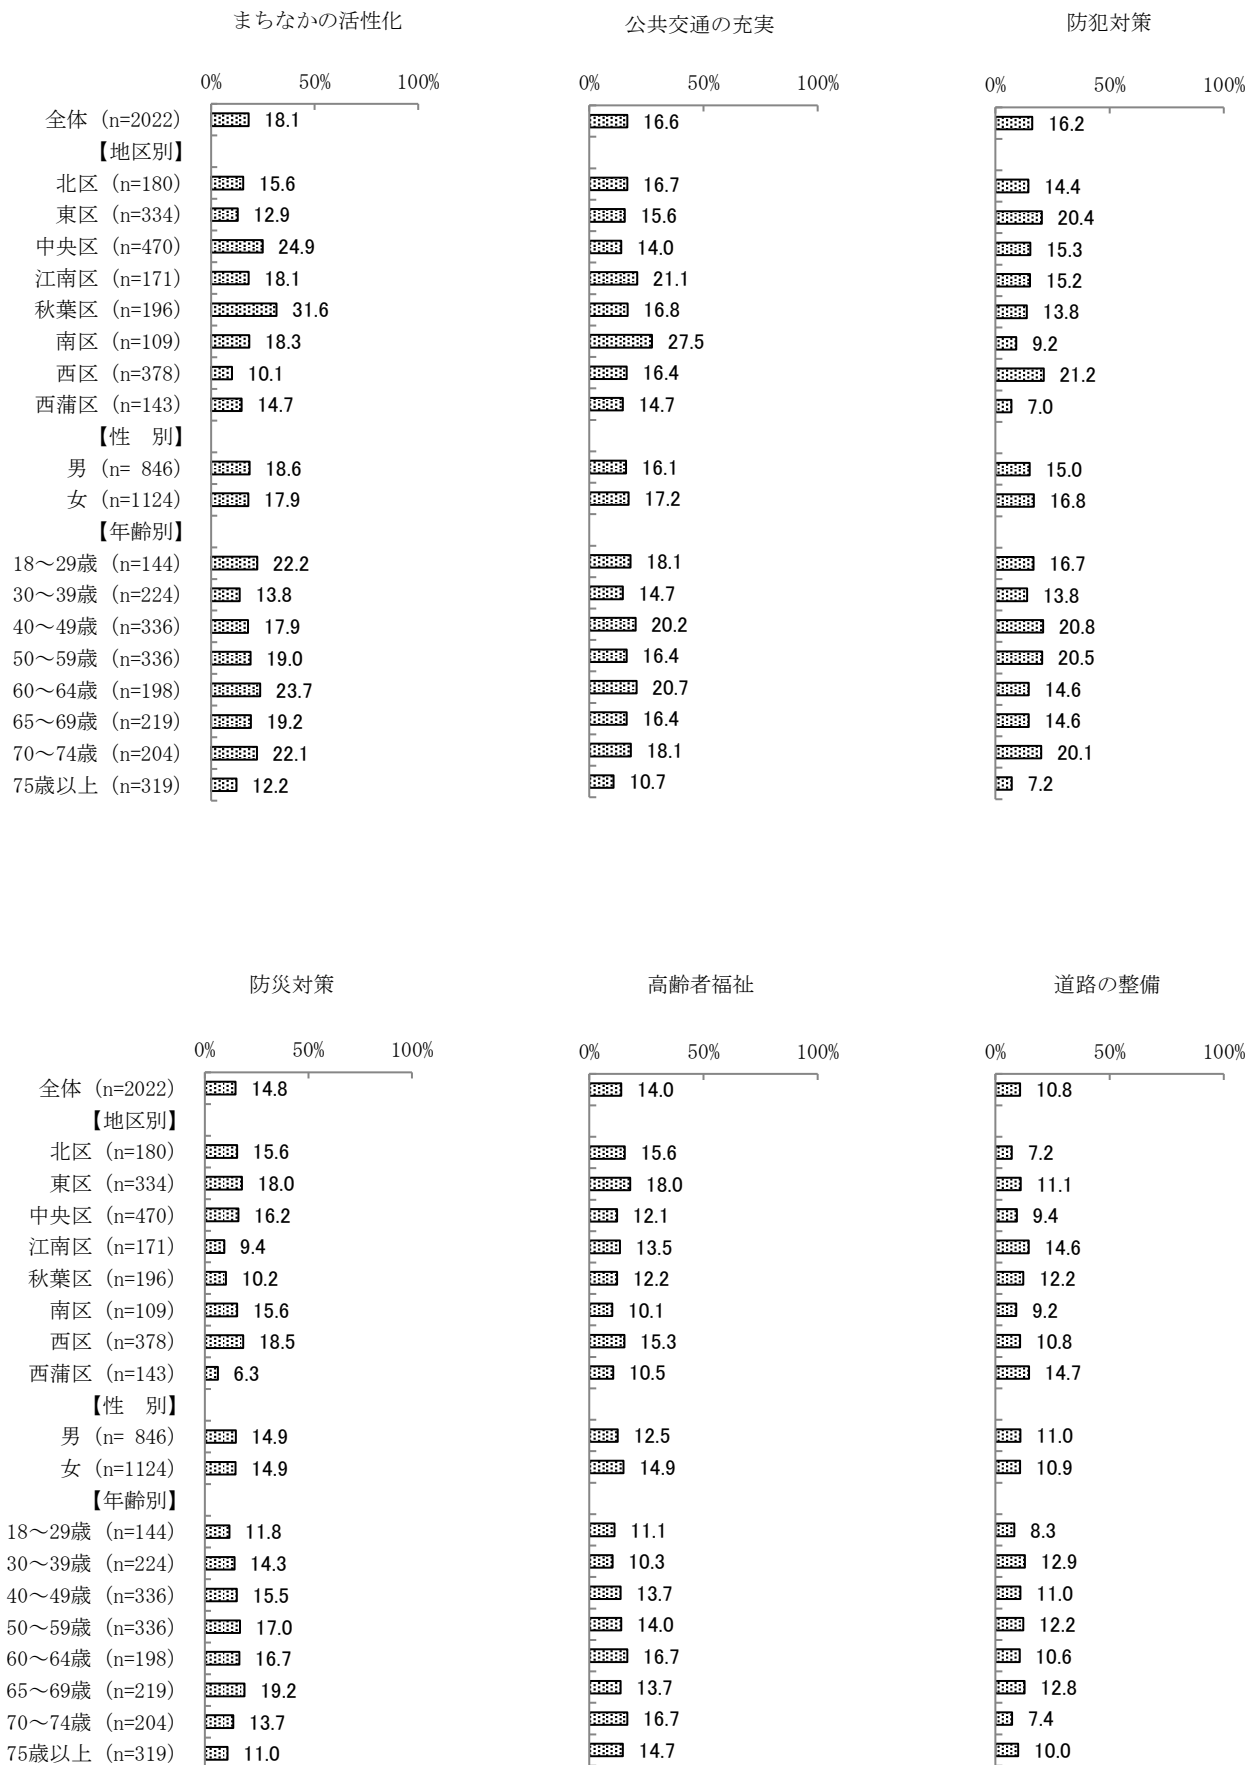 まちなかの活性化 公共交通の充実 防犯対策
0% 50% 100% 0% 50% 100% 0% 50% 100%
全体 (n=2022) 18.1 16.6 16.2
【地区別】
北区 (n=180) 15.6 16.7 14.4
東区 (n=334) 12.9 15.6 20.4
中央区 (n=470) 24.9 14.0 15.3
江南区 (n=171) 18.1 21.1 15.2
秋葉区 (n=196) 31.6 16.8 13.8
南区 (n=109) 18.3 27.5 9.2
西区 (n=378) 10.1 16.4 21.2
西蒲区 (n=143) 14.7 14.7 7.0
【性　別】
男 (n= 846) 18.6 16.1 15.0
女 (n=1124) 17.9 17.2 16.8
【年齢別】
18～29歳 (n=144) 22.2 18.1 16.7
30～39歳 (n=224) 13.8 14.7 13.8
40～49歳 (n=336) 17.9 20.2 20.8
50～59歳 (n=336) 19.0 16.4 20.5
60～64歳 (n=198) 23.7 20.7 14.6
65～69歳 (n=219) 19.2 16.4 14.6
70～74歳 (n=204) 22.1 18.1 20.1
75歳以上 (n=319) 12.2 10.7 7.2
防災対策 高齢者福祉 道路の整備
0% 50% 100% 0% 50% 100% 0% 50% 100%
全体 (n=2022) 14.8 14.0 10.8
【地区別】
北区 (n=180) 15.6 15.6 7.2
東区 (n=334) 18.0 18.0 11.1
中央区 (n=470) 16.2 12.1 9.4
江南区 (n=171) 9.4 13.5 14.6
秋葉区 (n=196) 10.2 12.2 12.2
南区 (n=109) 15.6 10.1 9.2
西区 (n=378) 18.5 15.3 10.8
西蒲区 (n=143) 6.3 10.5 14.7
【性　別】
男 (n= 846) 14.9 12.5 11.0
女 (n=1124) 14.9 14.9 10.9
【年齢別】
18～29歳 (n=144) 11.8 11.1 8.3
30～39歳 (n=224) 14.3 10.3 12.9
40～49歳 (n=336) 15.5 13.7 11.0
50～59歳 (n=336) 17.0 14.0 12.2
60～64歳 (n=198) 16.7 16.7 10.6
65～69歳 (n=219) 19.2 13.7 12.8
70～74歳 (n=204) 13.7 16.7 7.4
75歳以上 (n=319) 11.0 14.7 10.0